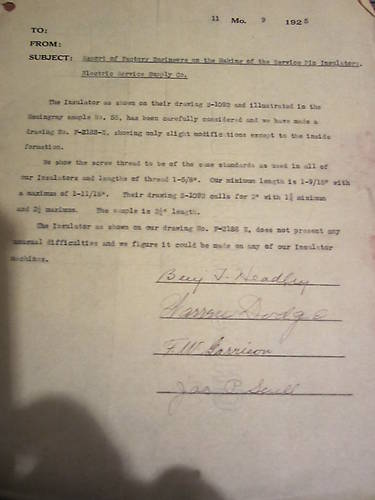 11 Mo. 9 1925
TO:
FROM:
SUBJECT: Report of Factory Engineers on the Making of the Service Pin Insulator,
Electric Service Supply Co.
The Insulator as shown on their drawing S-1092 and illustrated in the
Hemingray sample No. 55, has been carefully considered and we have made a
drawing No. F-2188-E, showing only slight modifications except to the inside
formation.
We show the screw thread to be of the same standards as used in all of
our Insulators and lengths of thread 1-5/8". Our minimum length is 1-9/16" with
a maximum of 1-11/16". Their drawing S-1092 calls for 2" with 1¾ minimum
and 2¼ maximum. The sample is 2¼" length.
The Insulator as shown on our drawing No. F-2188 E, does not present any
unusual difficulties and we figure it could be made on any of our Insulator
Machines.
Benj T. Headley
Warren Dodge
F. W. Garrison
Jas P. Scull